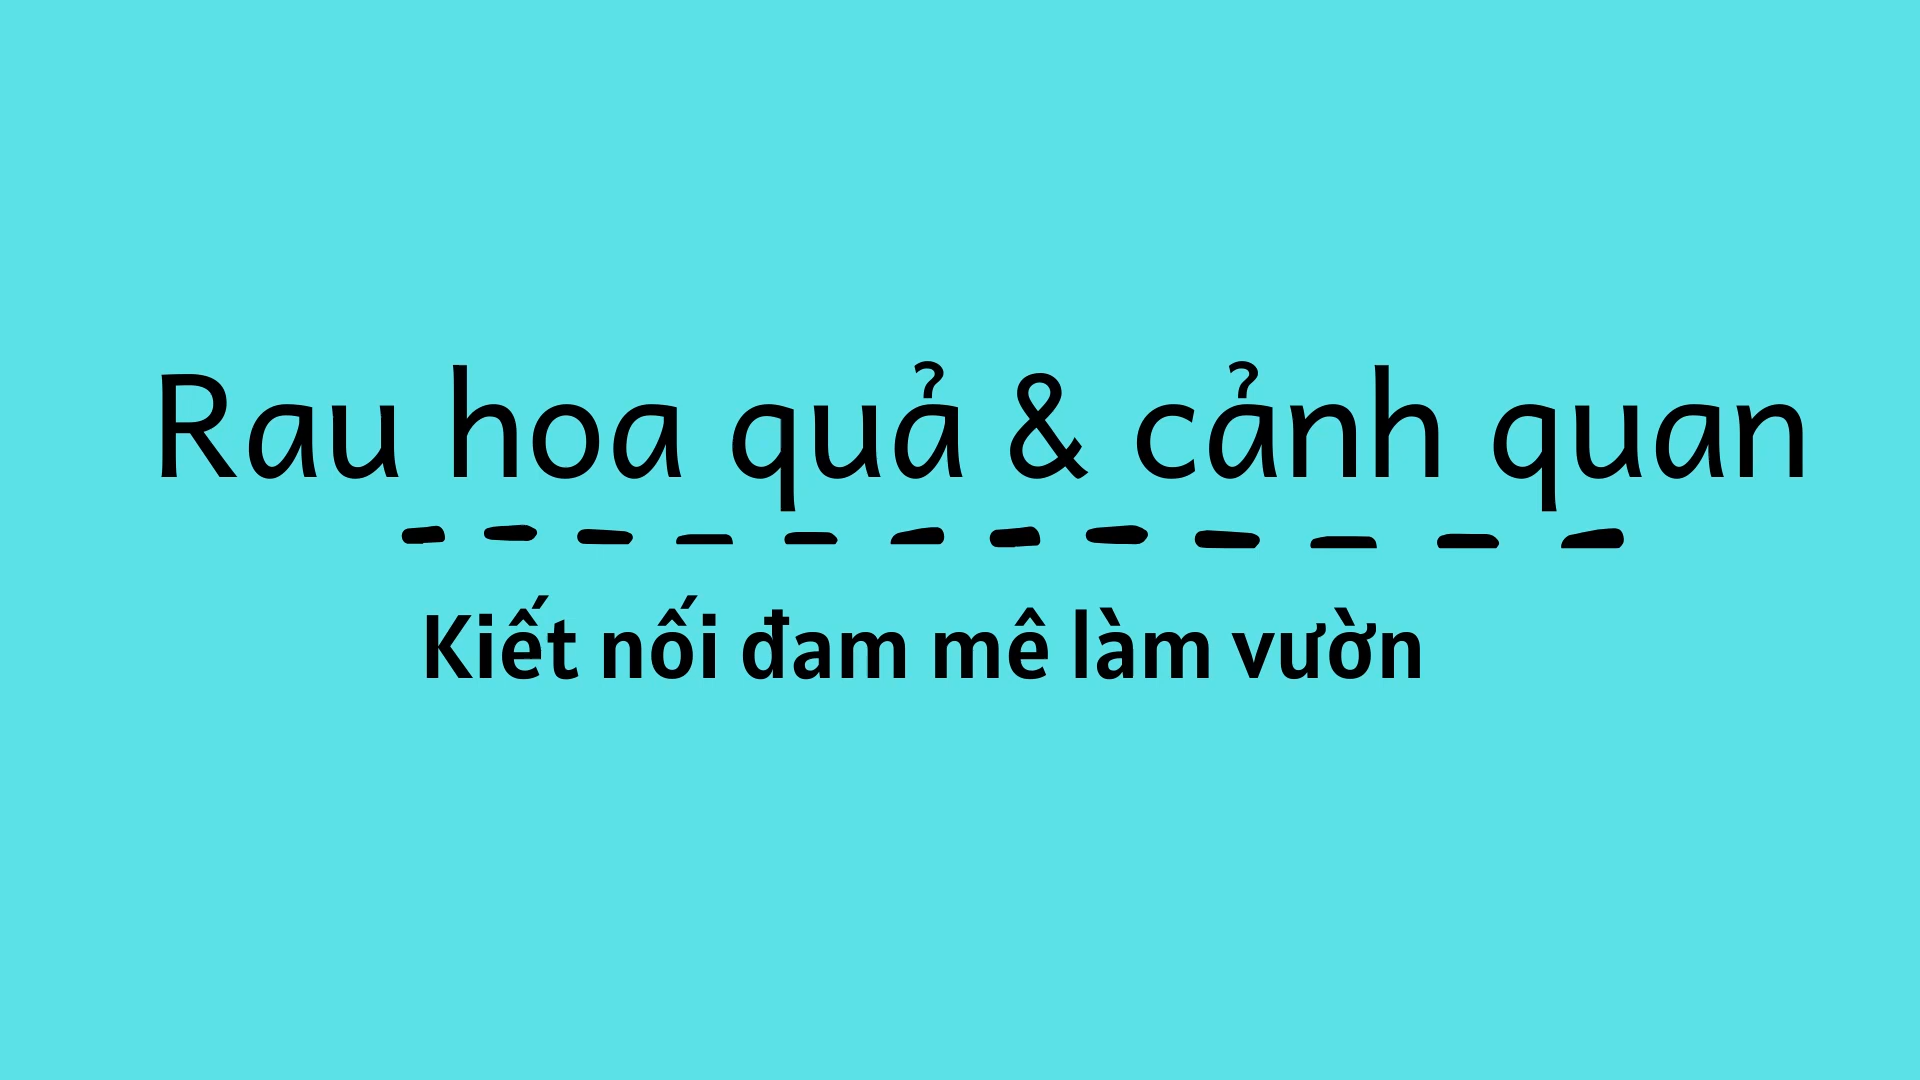 Rau hoa quả & cảnh quan
Kiết nối đam mê làm vườn